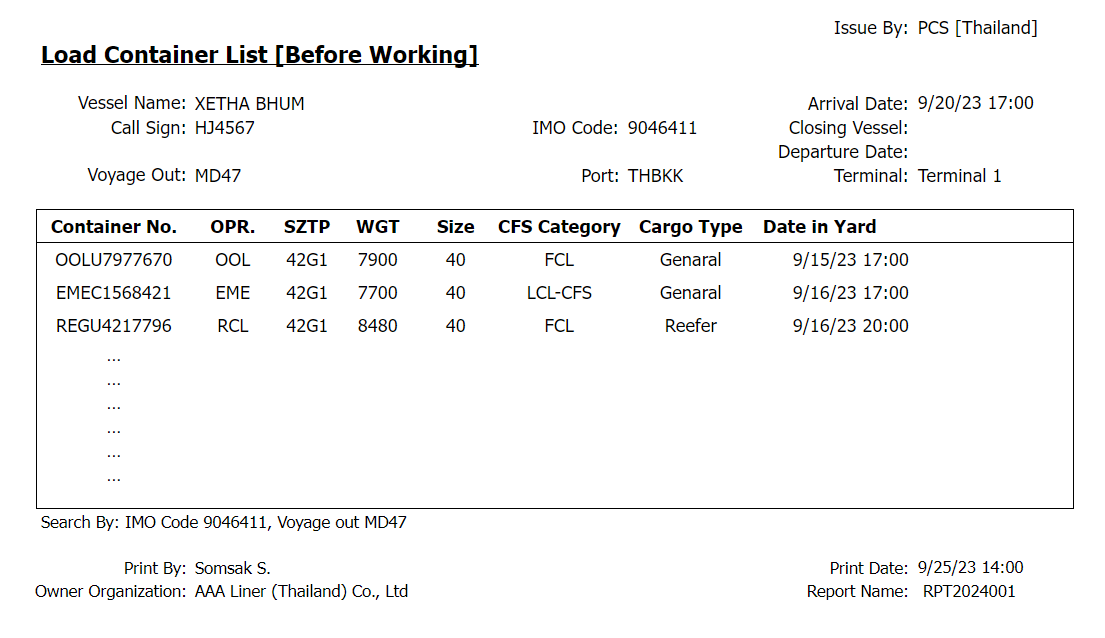 Issue By: PCS [Thailand]
Load Container List [Before Working]
Vessel Name: XETHA BHUM Arrival Date: 9/20/23 17:00
Call Sign: HJ4567 IMO Code: 9046411 Closing Vessel:
Departure Date:
Voyage Out: MD47 Port: THBKK Terminal: Terminal 1
Container No. OPR. SZTP WGT Size CFS Category Cargo Type Date in Yard
OOLU7977670 OOL 42G1 7900 40 FCL Genaral 9/15/23 17:00
EMEC1568421 EME 42G1 7700 40 LCL-CFS Genaral 9/16/23 17:00
REGU4217796 RCL 42G1 8480 40 FCL Reefer 9/16/23 20:00
...
...
...
...
...
...
Search By: IMO Code 9046411, Voyage out MD47
Print By: Somsak S. Print Date: 9/25/23 14:00
Owner Organization: AAA Liner (Thailand) Co., Ltd Report Name: RPT2024001